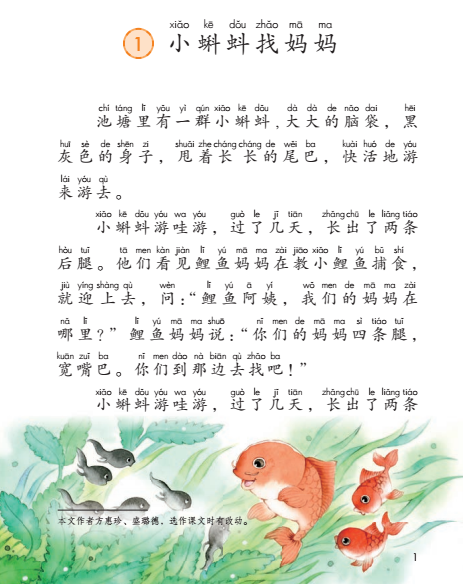 xiǎo kē dǒu zhǎo mā ma
1 小蝌蚪找妈妈
chí táng lǐ yǒu yì qún xiǎo kē dǒu dà dà de nǎo dai hēi
池塘里有一群小蝌蚪，大大的脑袋，黑
huī sè de shēn zi shuǎi zhe cháng cháng de wěi ba kuài huó de yóu
灰色的身子，甩着长长的尾巴，快活地游
lái yóu qù
来游去。
xiǎo kē dǒu yóu wa yóu guò le jǐ tiān zhǎng chū le liǎng tiáo
小蝌蚪游哇游，过了几天，长出了两条
hòu tuǐ tā men kàn jiàn lǐ yú mā ma zài jiāo xiǎo lǐ yú bǔ shí
后腿。他们看见鲤鱼妈妈在教小鲤鱼捕食，
jiù yíng shàng qù wèn lǐ yú ā yí wǒ men de mā ma zài
就迎上去，问：“鲤鱼阿姨，我们的妈妈在
nǎ lǐ lǐ yú mā ma shuō nǐ men de mā ma sì tiáo tuǐ
哪里？”鲤鱼妈妈说：“你们的妈妈四条腿，
kuān zuǐ ba nǐ men dào nà biān qù zhǎo ba
宽嘴巴。你们到那边去找吧！”
xiǎo kē dǒu yóu wa yóu guò le jǐ tiān zhǎng chū le liǎng tiáo
小蝌蚪游哇游，过了几天，长出了两条
本文作者方惠珍、盛璐德，选作课文时有改动。
1